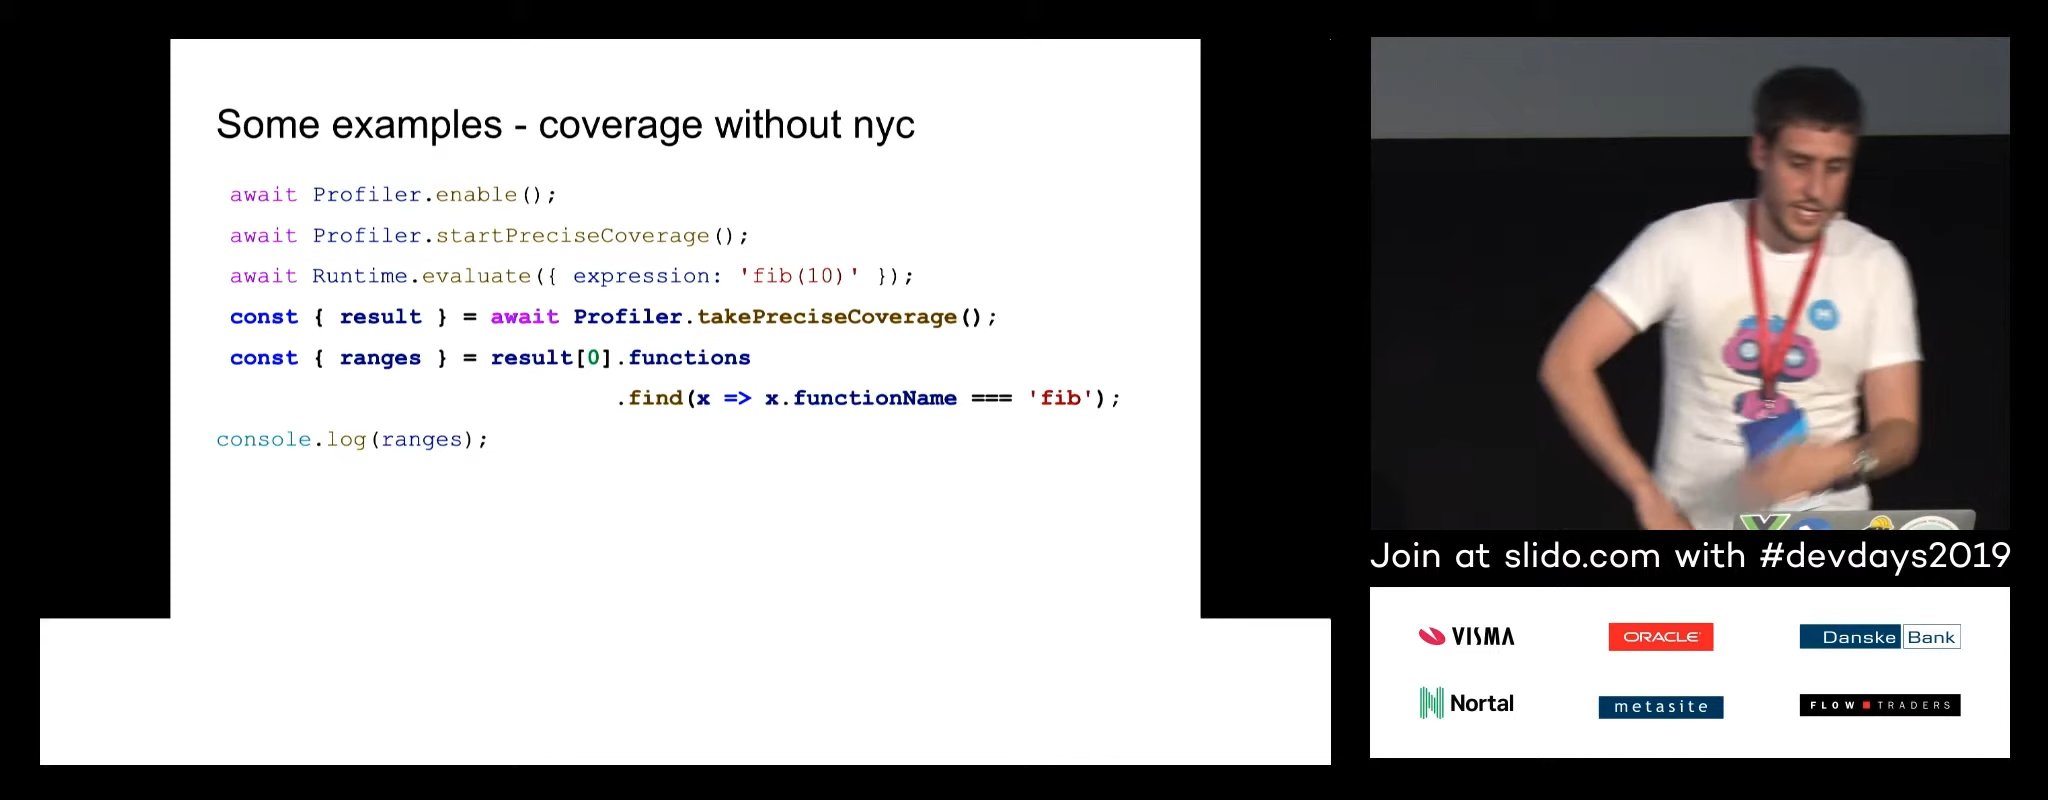 Some examples - coverage without nyc
await Profiler.enable();
await Profiler.startPreciseCoverage();
await Runtime.evaluate({ expression: 'fib(10)' });
const { result } = await Profiler.takePreciseCoverage();
const { ranges } = result[0].functions
.find(x => x.functionName === 'fib');
console.log(ranges);
Join at slido.com with #devdays2019
VISMA
ORACLE
Danske Bank
Nortal
metasite
FLOW TRADERS